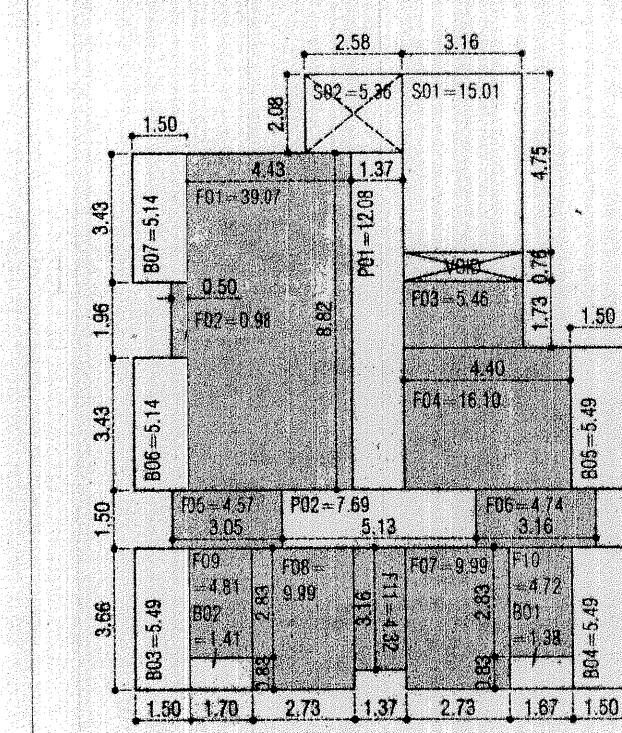 2.58
3.16
S02=5.36
S01=15.01
2.08
1.50
4.75
4.43
1.37
F01=39.07
3.43
B07=5.14
P01=12.08
VOID
0.76
0.50
F03=5.46
1.73
1.50
1.96
F02=0.98
8.82
4.40
F04=16.10
3.43
B06=5.14
B05=5.49
F05=4.57
P02=7.69
F06=4.74
1.50
3.05
5.13
3.16
F09
=4.81
B02
=1.41
2.83
F08=
9.99
3.16
F11=4.32
F07=9.99
2.83
F10
=4.72
B01
=1.38
3.66
B03=5.49
0.83
0.83
B04=5.49
1.50
1.70
2.73
1.37
2.73
1.67
1.50